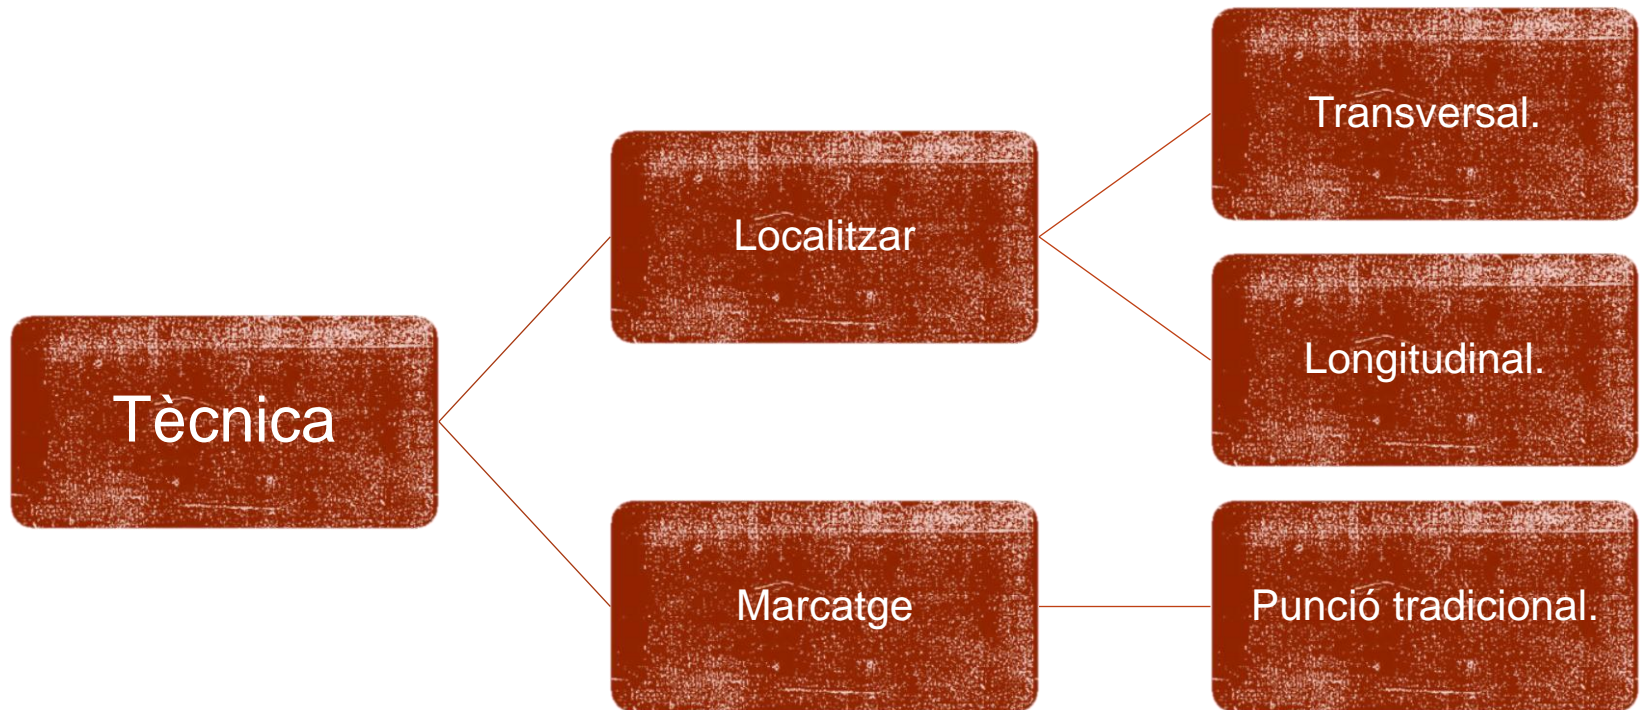 Tècnica
Localitzar
Transversal.
Longitudinal.
Marcatge
Punció tradicional.